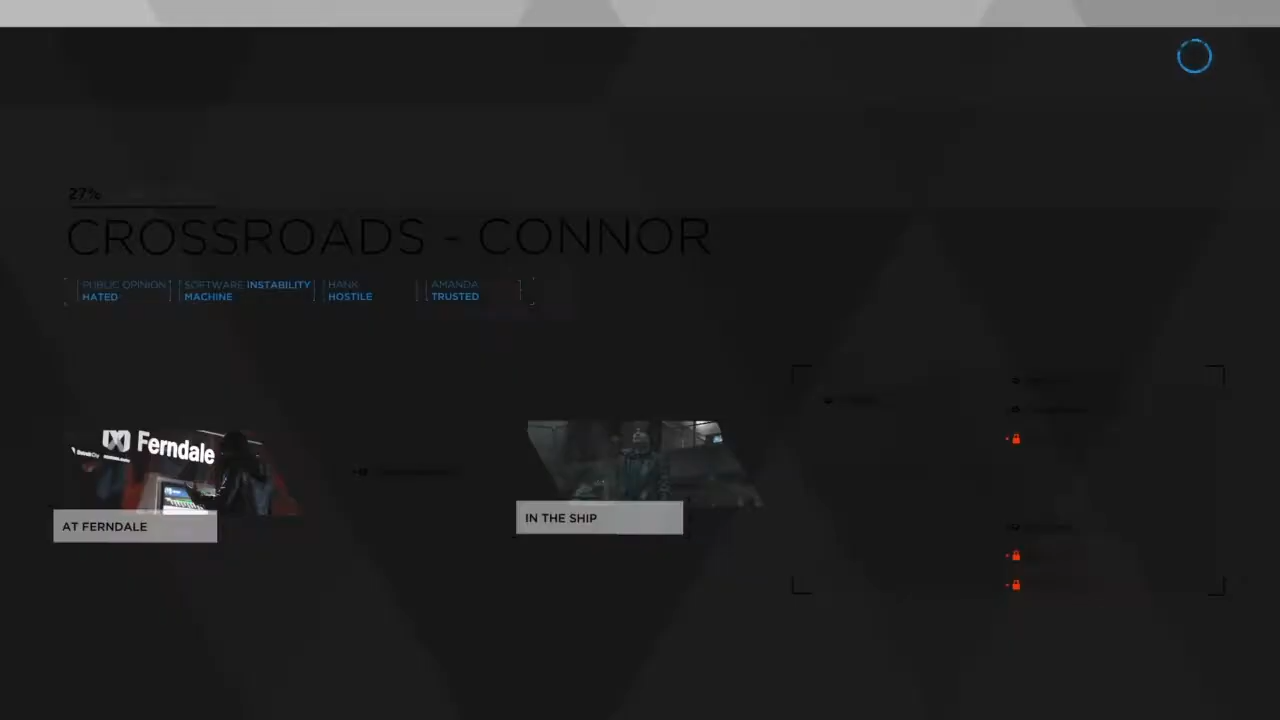 27%
CROSSROADS - CONNOR
PUBLIC OPINION
HATED
SOFTWARE INSTABILITY
MACHINE
HANK
HOSTILE
AMANDA
TRUSTED
Ferndale
AT FERNDALE
IN THE SHIP